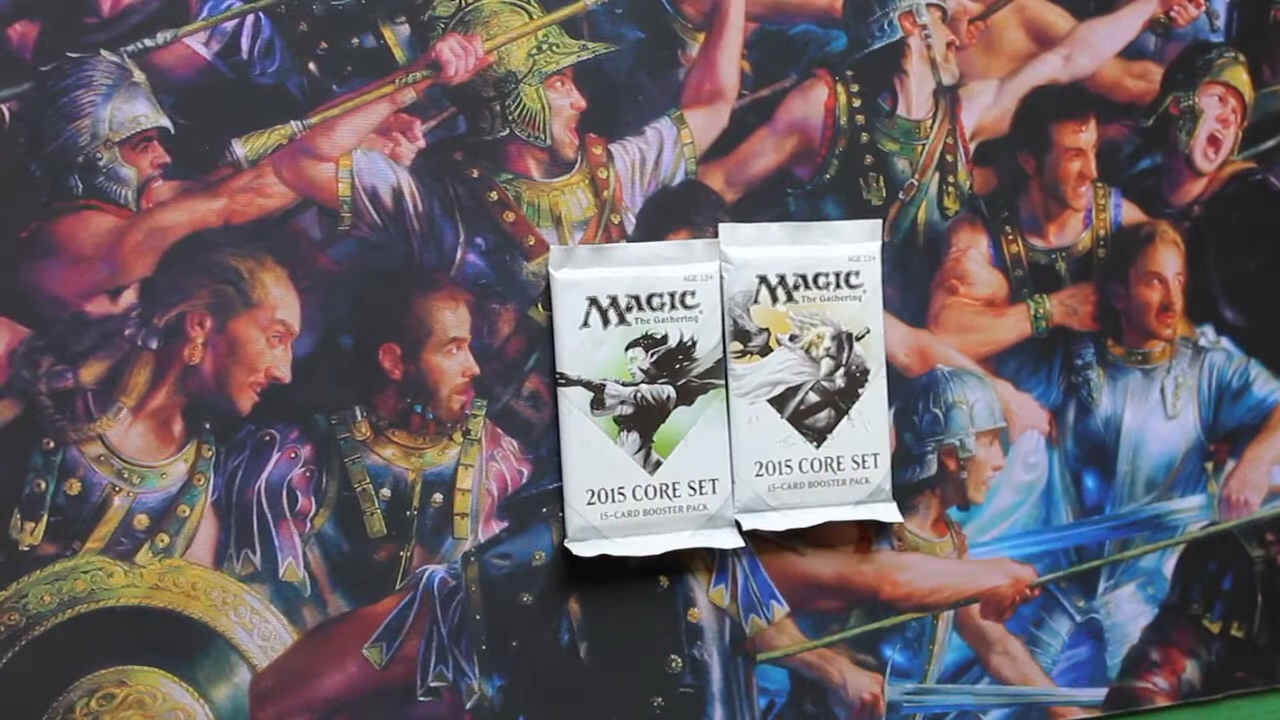 AGE 13+
MAGIC
The Gathering
2015 CORE SET
15-CARD BOOSTER PACK
AGE 13+
MAGIC
The Gathering
2015 CORE SET
15-CARD BOOSTER PACK